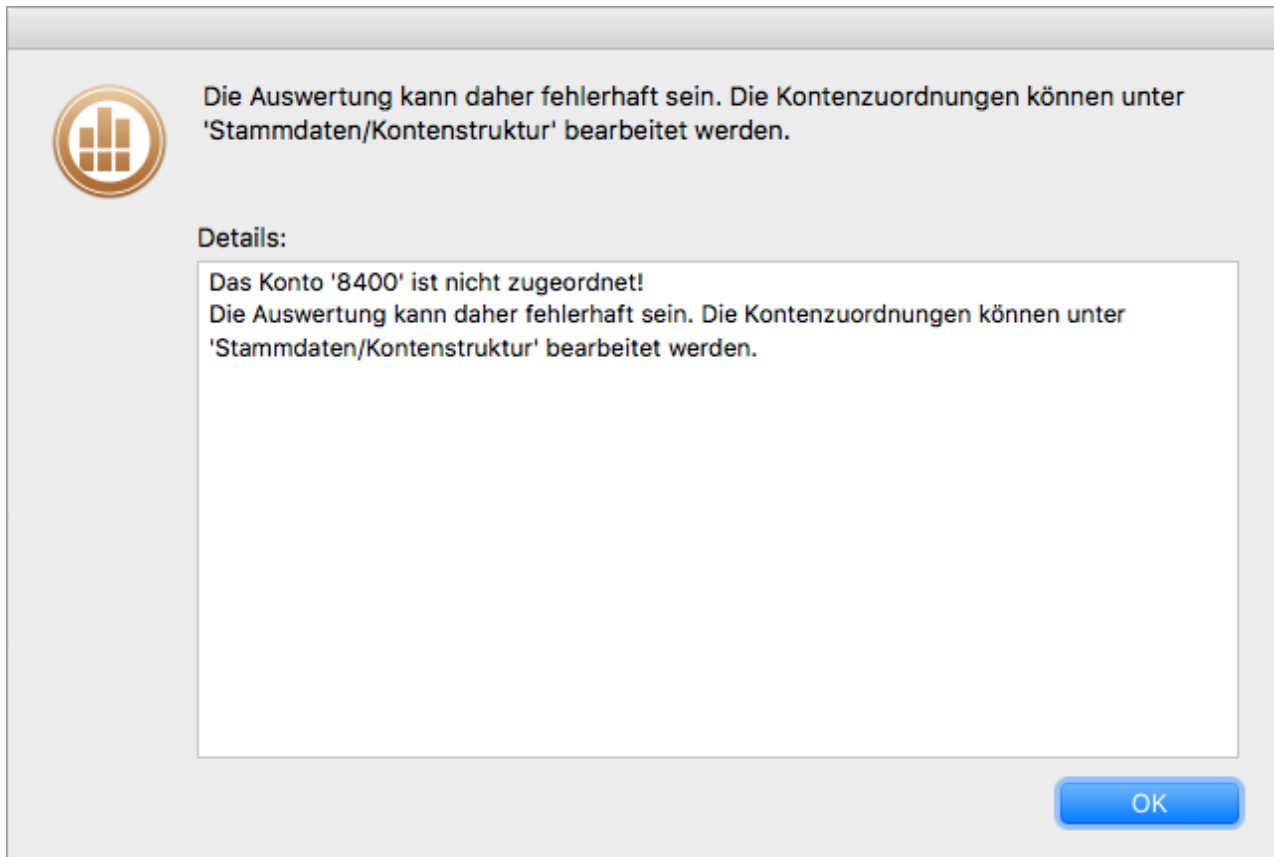 Die Auswertung kann daher fehlerhaft sein. Die Kontenzuordnungen können unter
'Stammdaten/Kontenstruktur' bearbeitet werden.
Details:
Das Konto '8400' ist nicht zugeordnet!
Die Auswertung kann daher fehlerhaft sein. Die Kontenzuordnungen können unter
'Stammdaten/Kontenstruktur' bearbeitet werden.
OK